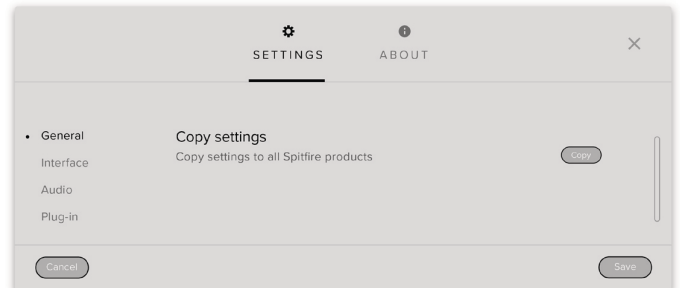 SETTINGS
ABOUT
General
Copy settings
Copy settings to all Spitfire products
Copy
Interface
Audio
Plug-in
Cancel
Save